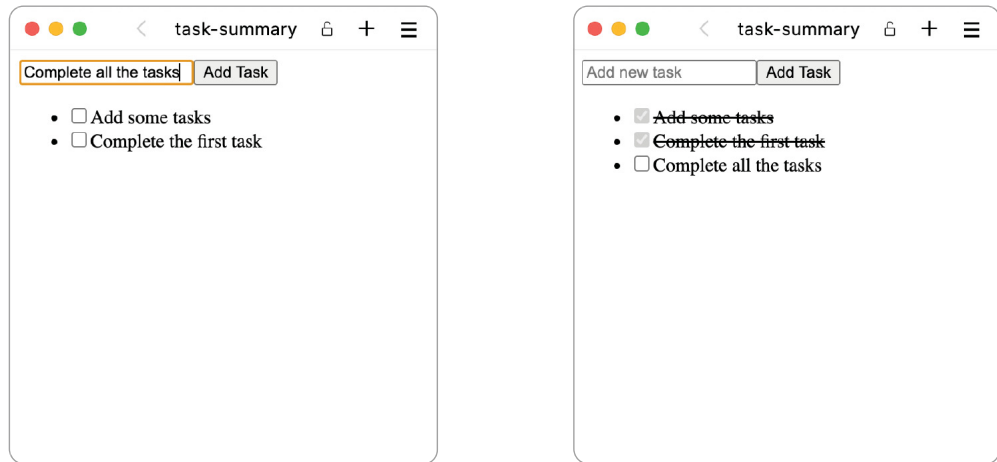 task-summary
Complete all the tasks Add Task
Add some tasks
Complete the first task
task-summary
Add new task Add Task
Add some tasks
Complete the first task
Complete all the tasks